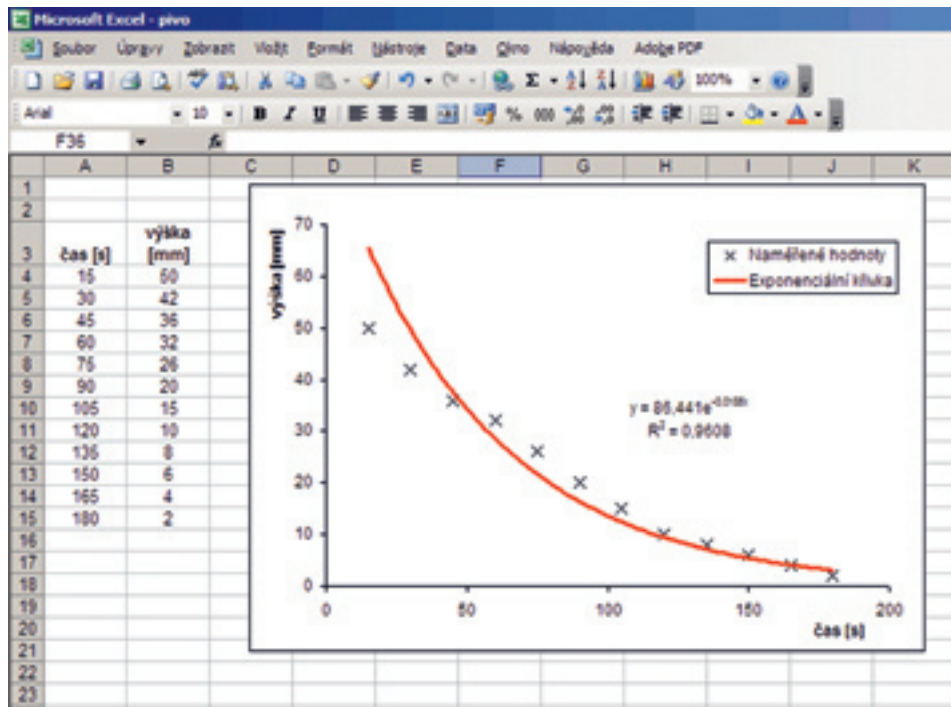 Microsoft Excel - pivo
Soubor Úpravy Zobrazit Vložit Formát Nástroje Data Okno Nápověda Adobe PDF
100%
Arial 10 B I U % 000
F36 fx
A B C D E F G H I J K
1
2
3 čas [s] výška [mm]
4 15 50
5 30 42
6 45 36
7 60 32
8 75 26
9 90 20
10 105 15
11 120 10
12 135 8
13 150 6
14 165 4
15 180 2
16
17
18
19
20
21
22
23
výška [mm]
70
60
50
40
30
20
10
0
0 50 100 150 200
čas [s]
Naměřené hodnoty
Exponenciální křivka
y = 86,441e
R² = 0,9608